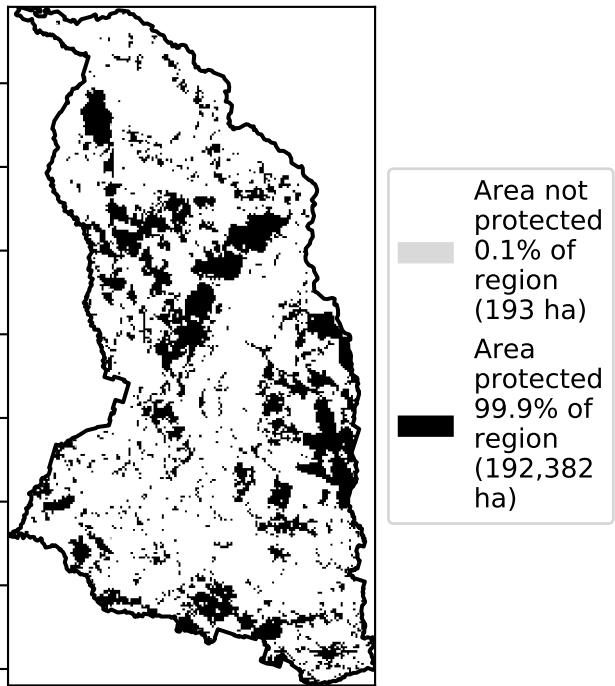 Area not
protected
0.1% of
region
(193 ha)
Area
protected
99.9% of
region
(192,382
ha)